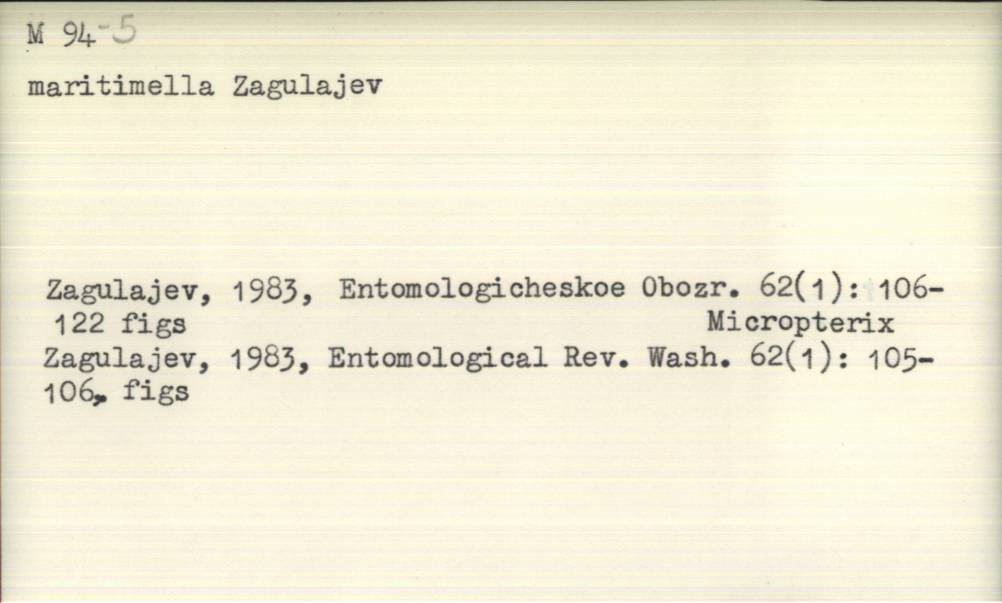 M 94-5
maritimella Zagulajev
Zagulajev, 1983, Entomologicheskoe Obozr. 62(1): 106-
122 figs Micropterix
Zagulajev, 1983, Entomological Rev. Wash. 62(1): 105-
106, figs